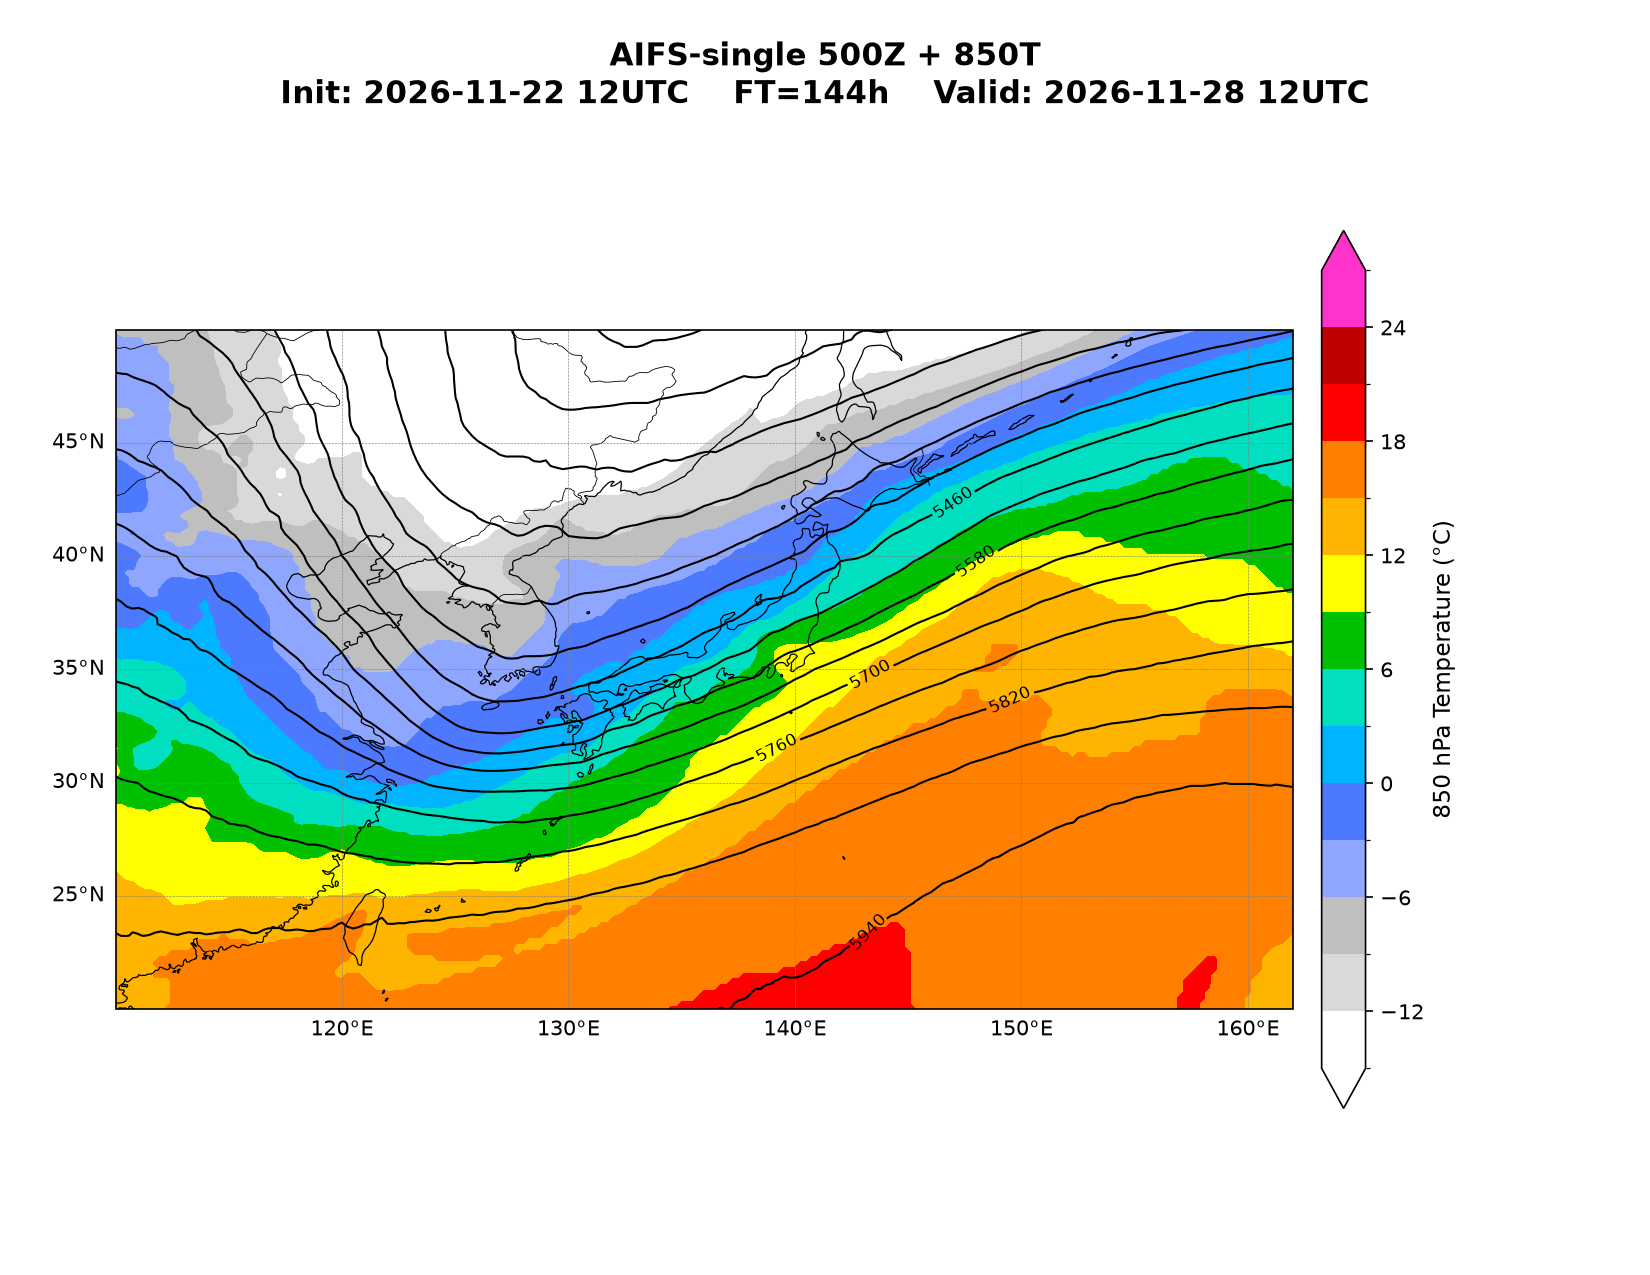 AIFS-single 500Z + 850T
Init: 2026-11-22 12UTC    FT=144h    Valid: 2026-11-28 12UTC
24
18
12
6
0
−6
−12
850 hPa Temperature (°C)
45°N
40°N
35°N
30°N
25°N
5460
5580
5700
5820
5760
5940
120°E
130°E
140°E
150°E
160°E